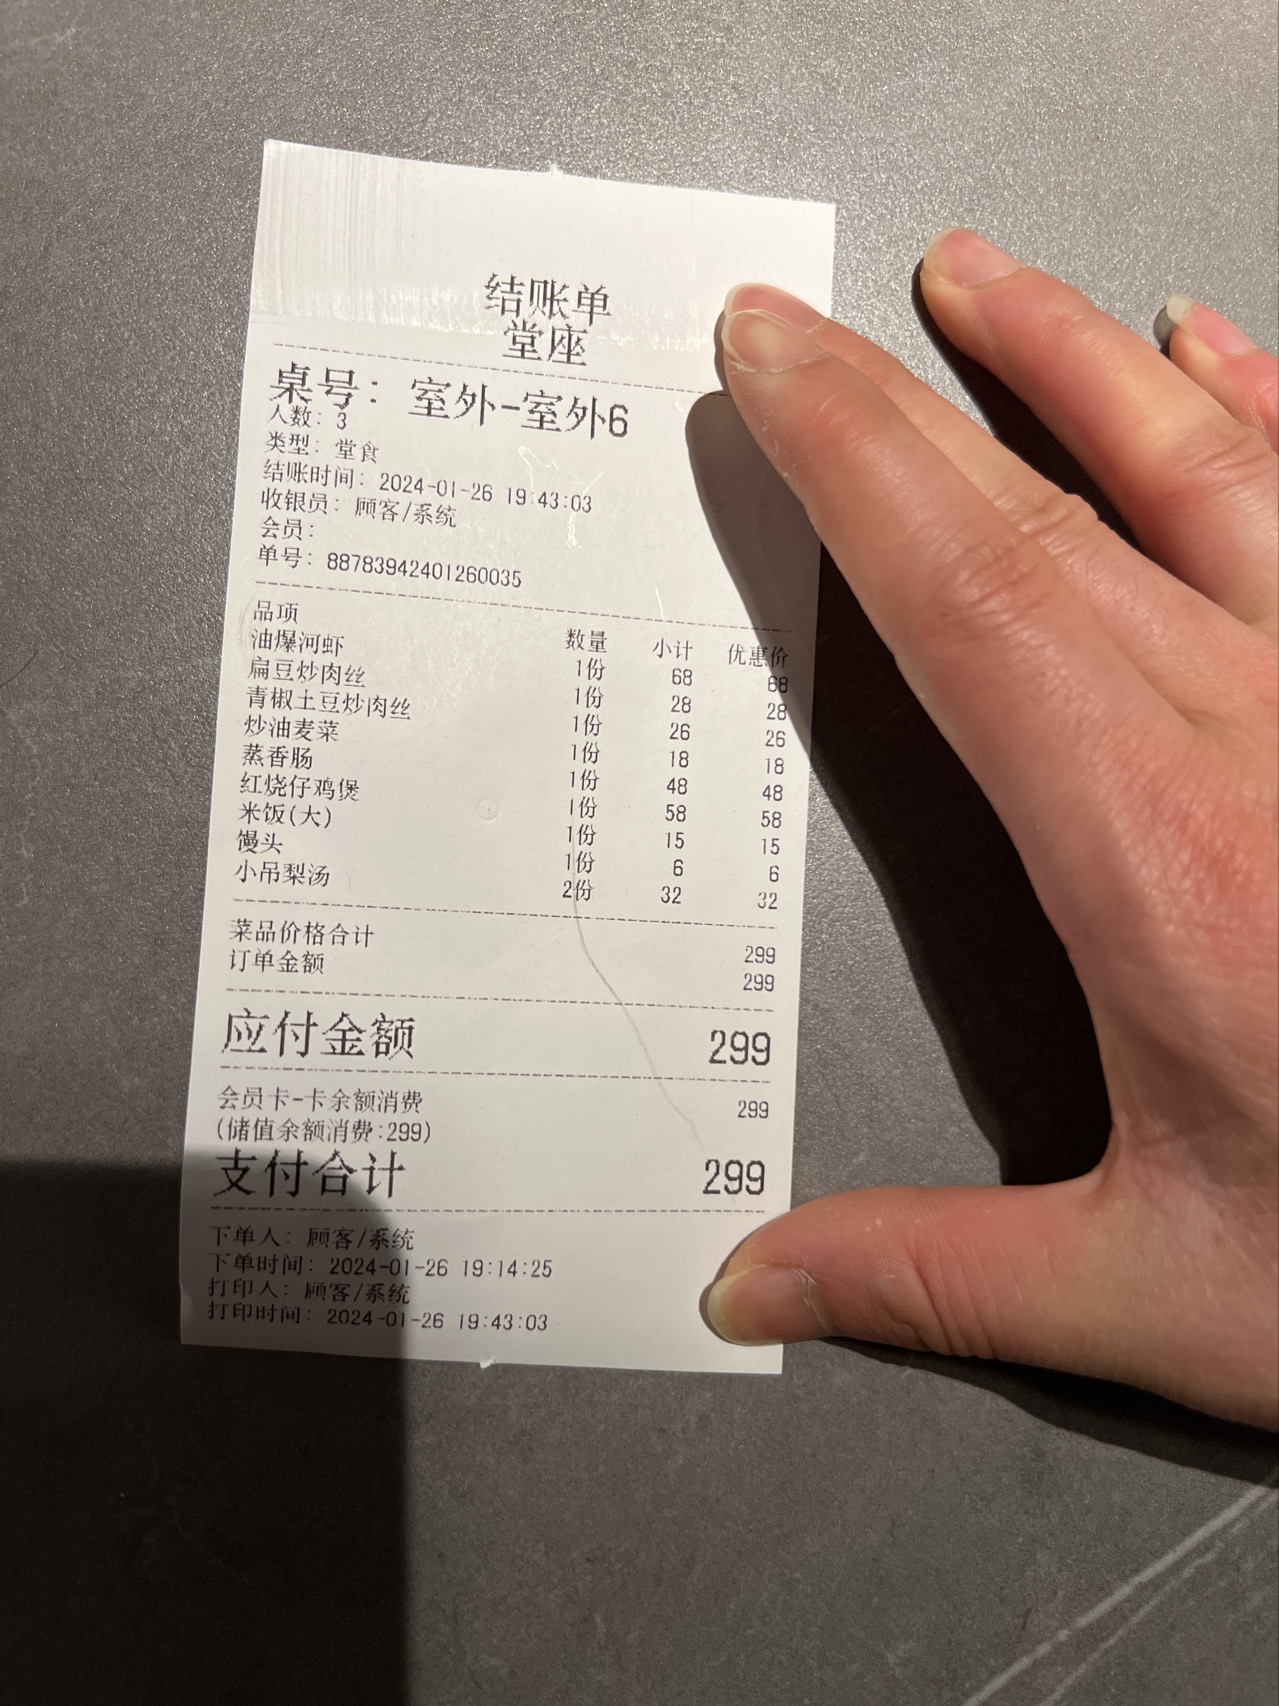 结账单
堂座
桌号: 室外-室外6
人数: 3
类型: 堂食
结账时间: 2024-01-26 19:43:03
收银员: 顾客/系统
会员:
单号: 88783942401260035
品项 数量 小计 优惠价
油爆河虾 1份 68 68
扁豆炒肉丝 1份 28 28
青椒土豆炒肉丝 1份 26 26
炒油麦菜 1份 18 18
蒸香肠 1份 48 48
红烧仔鸡煲 1份 58 58
米饭(大) 1份 15 15
馒头 1份 6 6
小吊梨汤 2份 32 32
菜品价格合计 299
订单金额 299
应付金额 299
会员卡-卡余额消费 299
(储值余额消费:299)
支付合计 299
下单人: 顾客/系统
下单时间: 2024-01-26 19:14:25
打印人: 顾客/系统
打印时间: 2024-01-26 19:43:03